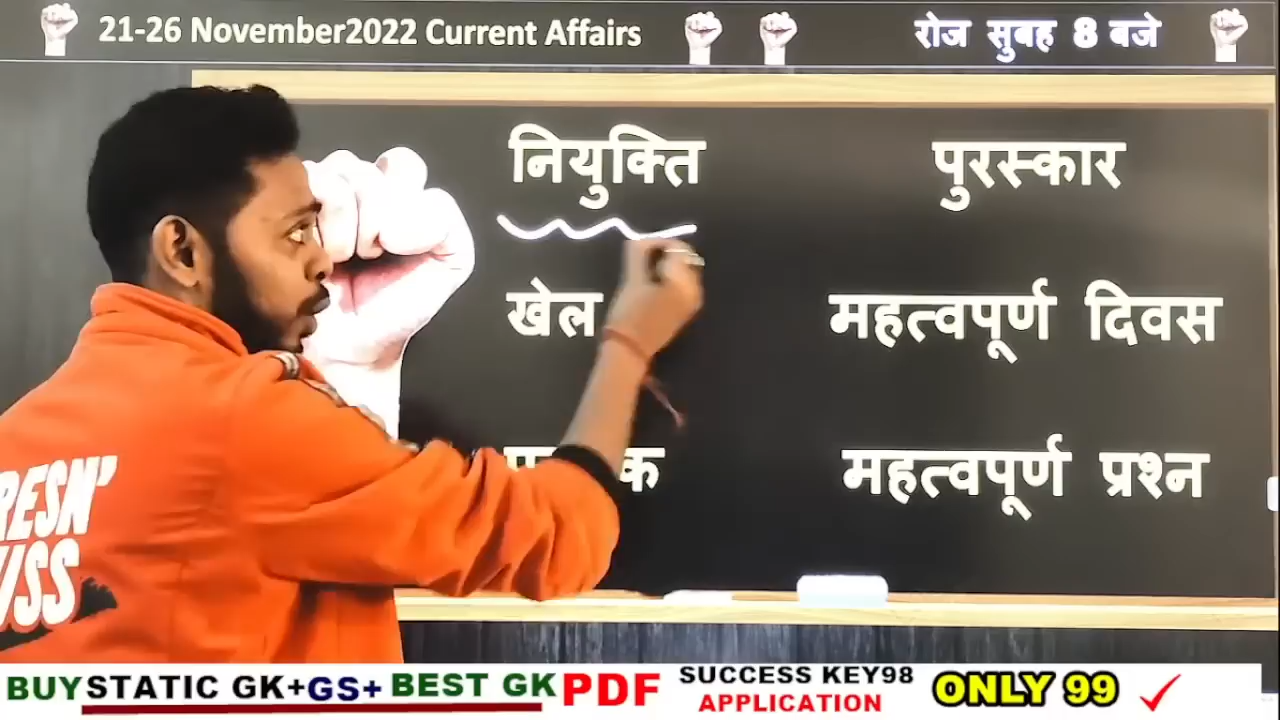 21-26 November2022 Current Affairs रोज सुबह 8 बजे
नियुक्ति पुरस्कार
खेल महत्वपूर्ण दिवस
महत्वपूर्ण प्रश्न
BUY STATIC GK+GS+ BEST GK PDF SUCCESS KEY98 APPLICATION ONLY 99